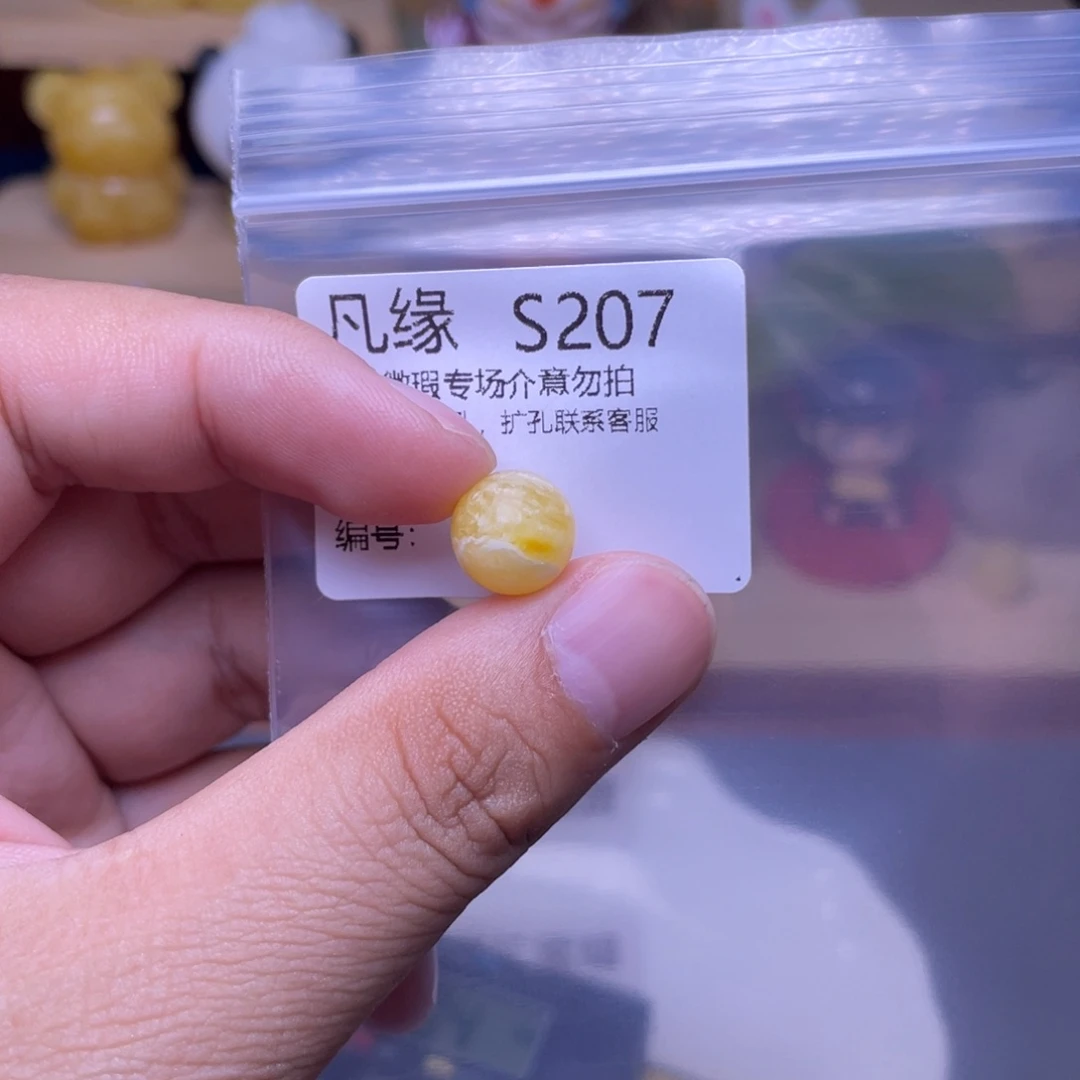 凡缘 S207
微瑕专场介意勿拍
孔，扩孔联系客服
编号：